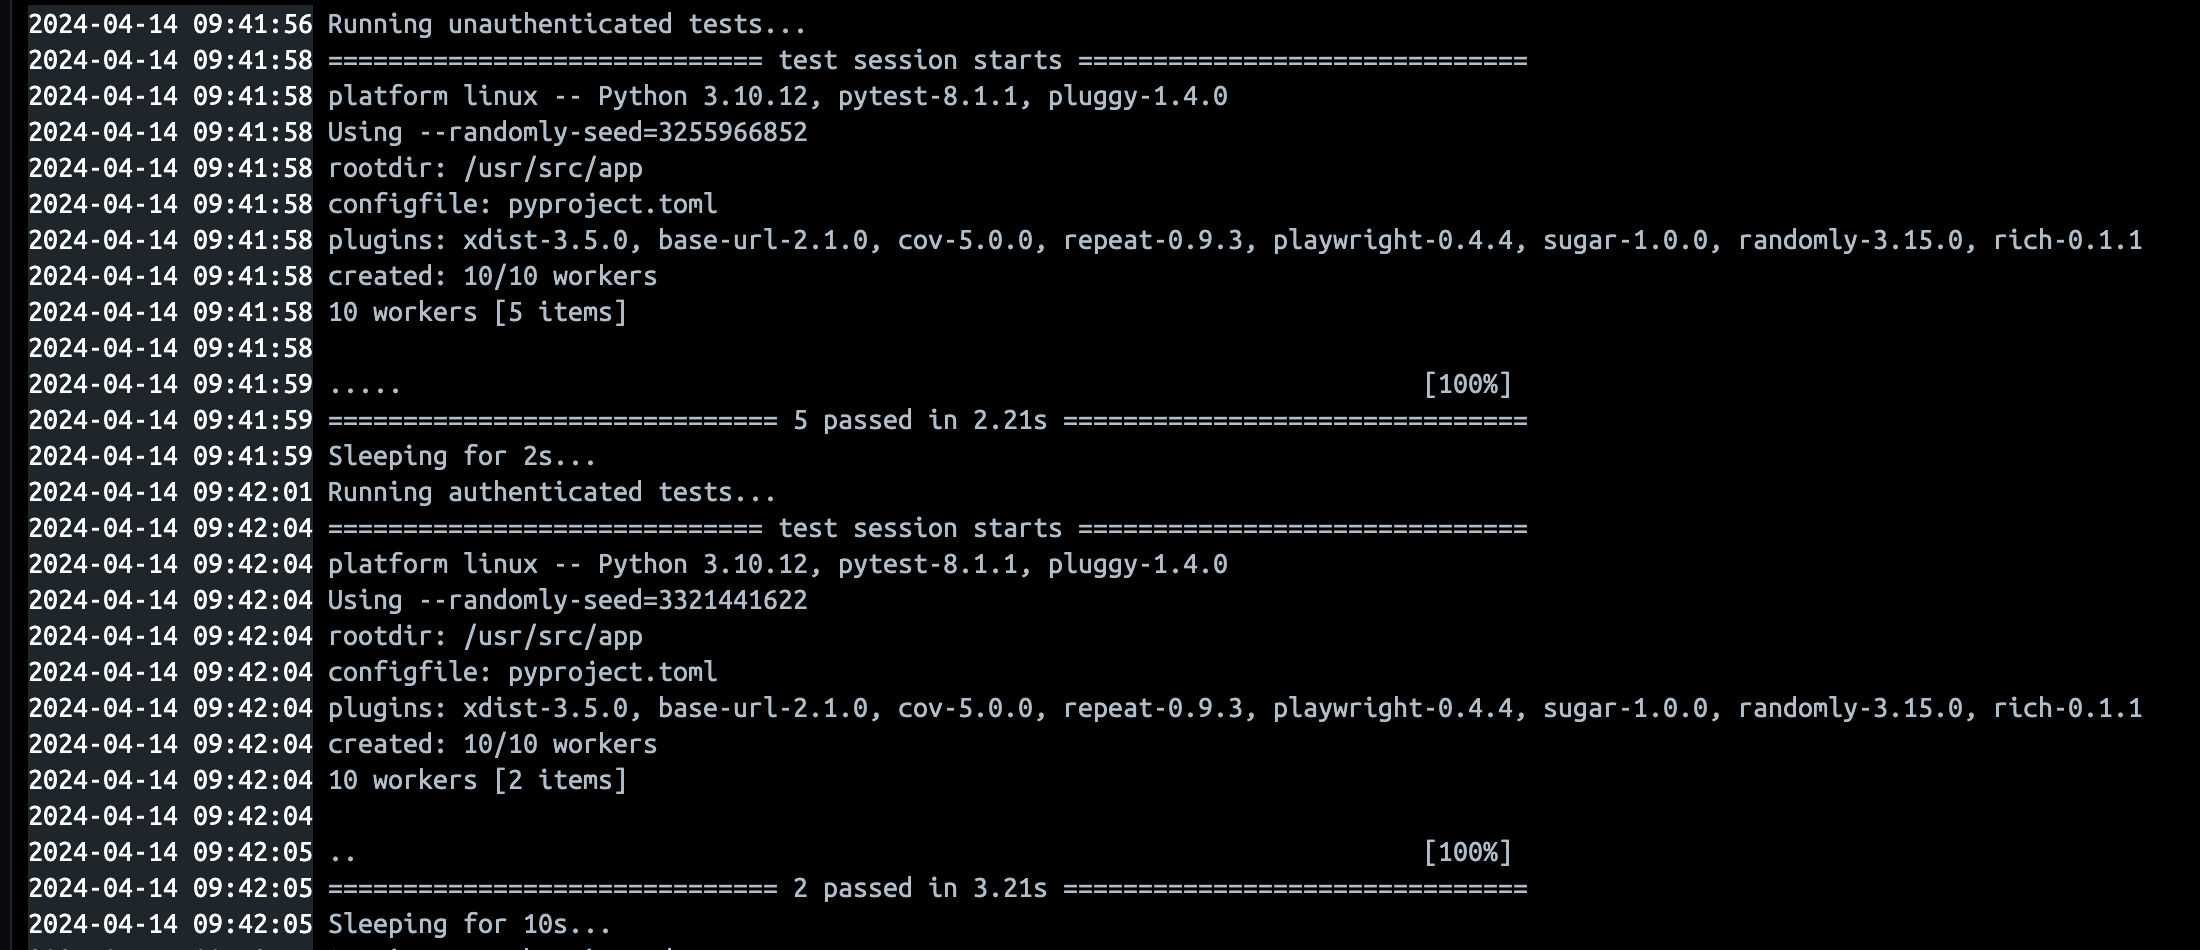 2024-04-14 09:41:56 Running unauthenticated tests...
2024-04-14 09:41:58 ============================= test session starts ==============================
2024-04-14 09:41:58 platform linux -- Python 3.10.12, pytest-8.1.1, pluggy-1.4.0
2024-04-14 09:41:58 Using --randomly-seed=3255966852
2024-04-14 09:41:58 rootdir: /usr/src/app
2024-04-14 09:41:58 configfile: pyproject.toml
2024-04-14 09:41:58 plugins: xdist-3.5.0, base-url-2.1.0, cov-5.0.0, repeat-0.9.3, playwright-0.4.4, sugar-1.0.0, randomly-3.15.0, rich-0.1.1
2024-04-14 09:41:58 created: 10/10 workers
2024-04-14 09:41:58 10 workers [5 items]
2024-04-14 09:41:58
2024-04-14 09:41:59 ..... [100%]
2024-04-14 09:41:59 ============================== 5 passed in 2.21s ===============================
2024-04-14 09:41:59 Sleeping for 2s...
2024-04-14 09:42:01 Running authenticated tests...
2024-04-14 09:42:04 ============================= test session starts ==============================
2024-04-14 09:42:04 platform linux -- Python 3.10.12, pytest-8.1.1, pluggy-1.4.0
2024-04-14 09:42:04 Using --randomly-seed=3321441622
2024-04-14 09:42:04 rootdir: /usr/src/app
2024-04-14 09:42:04 configfile: pyproject.toml
2024-04-14 09:42:04 plugins: xdist-3.5.0, base-url-2.1.0, cov-5.0.0, repeat-0.9.3, playwright-0.4.4, sugar-1.0.0, randomly-3.15.0, rich-0.1.1
2024-04-14 09:42:04 created: 10/10 workers
2024-04-14 09:42:04 10 workers [2 items]
2024-04-14 09:42:04
2024-04-14 09:42:05 .. [100%]
2024-04-14 09:42:05 ============================== 2 passed in 3.21s ===============================
2024-04-14 09:42:05 Sleeping for 10s...